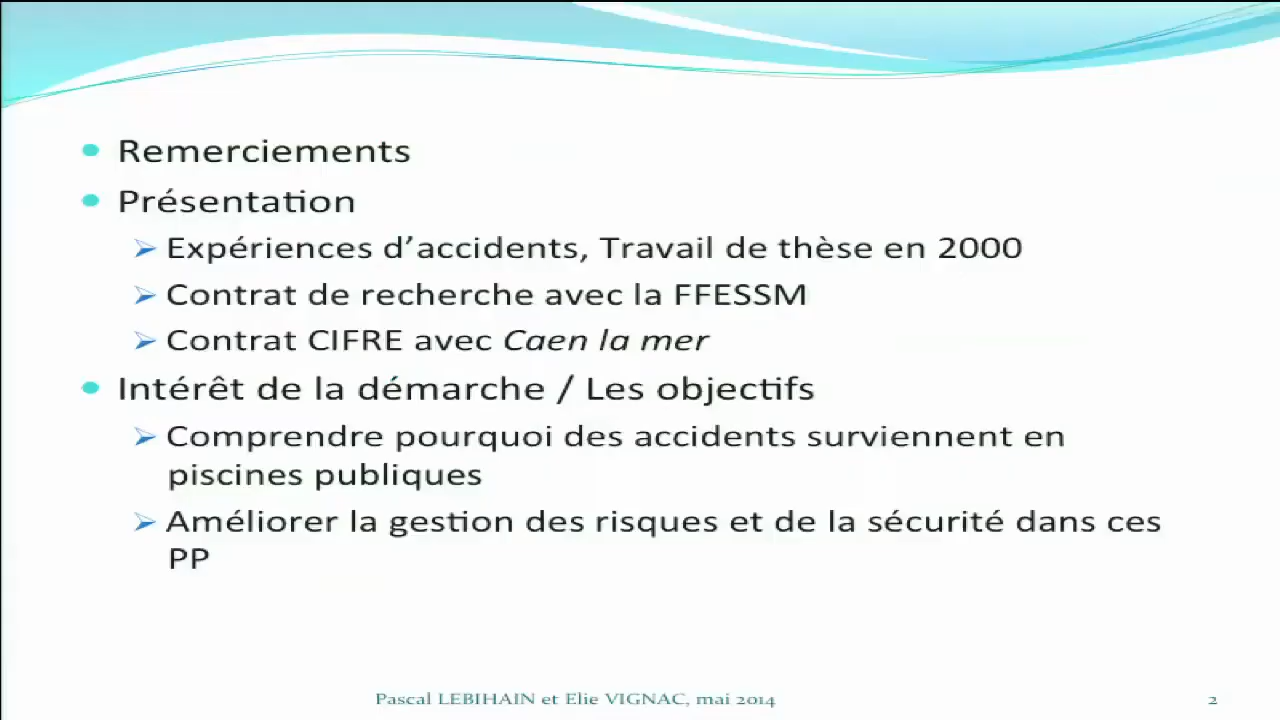 Remerciements
Présentation
Expériences d’accidents, Travail de thèse en 2000
Contrat de recherche avec la FFESSM
Contrat CIFRE avec Caen la mer
Intérêt de la démarche / Les objectifs
Comprendre pourquoi des accidents surviennent en
piscines publiques
Améliorer la gestion des risques et de la sécurité dans ces
PP
Pascal LEBIHAIN et Elie VIGNAC, mai 2014
2